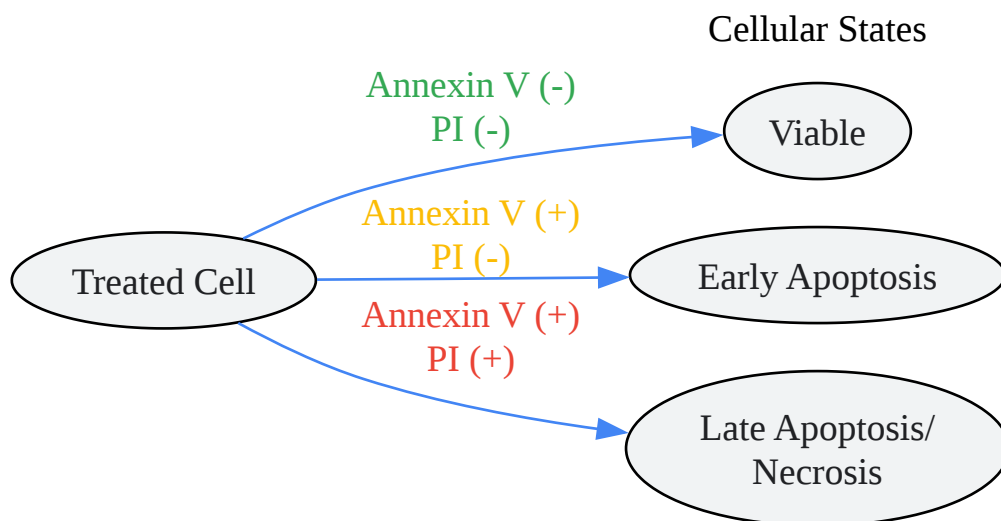 Cellular States
Annexin V (-)
PI (-)
Viable
Annexin V (+)
PI (-)
Treated Cell
Early Apoptosis
Annexin V (+)
PI (+)
Late Apoptosis/
Necrosis